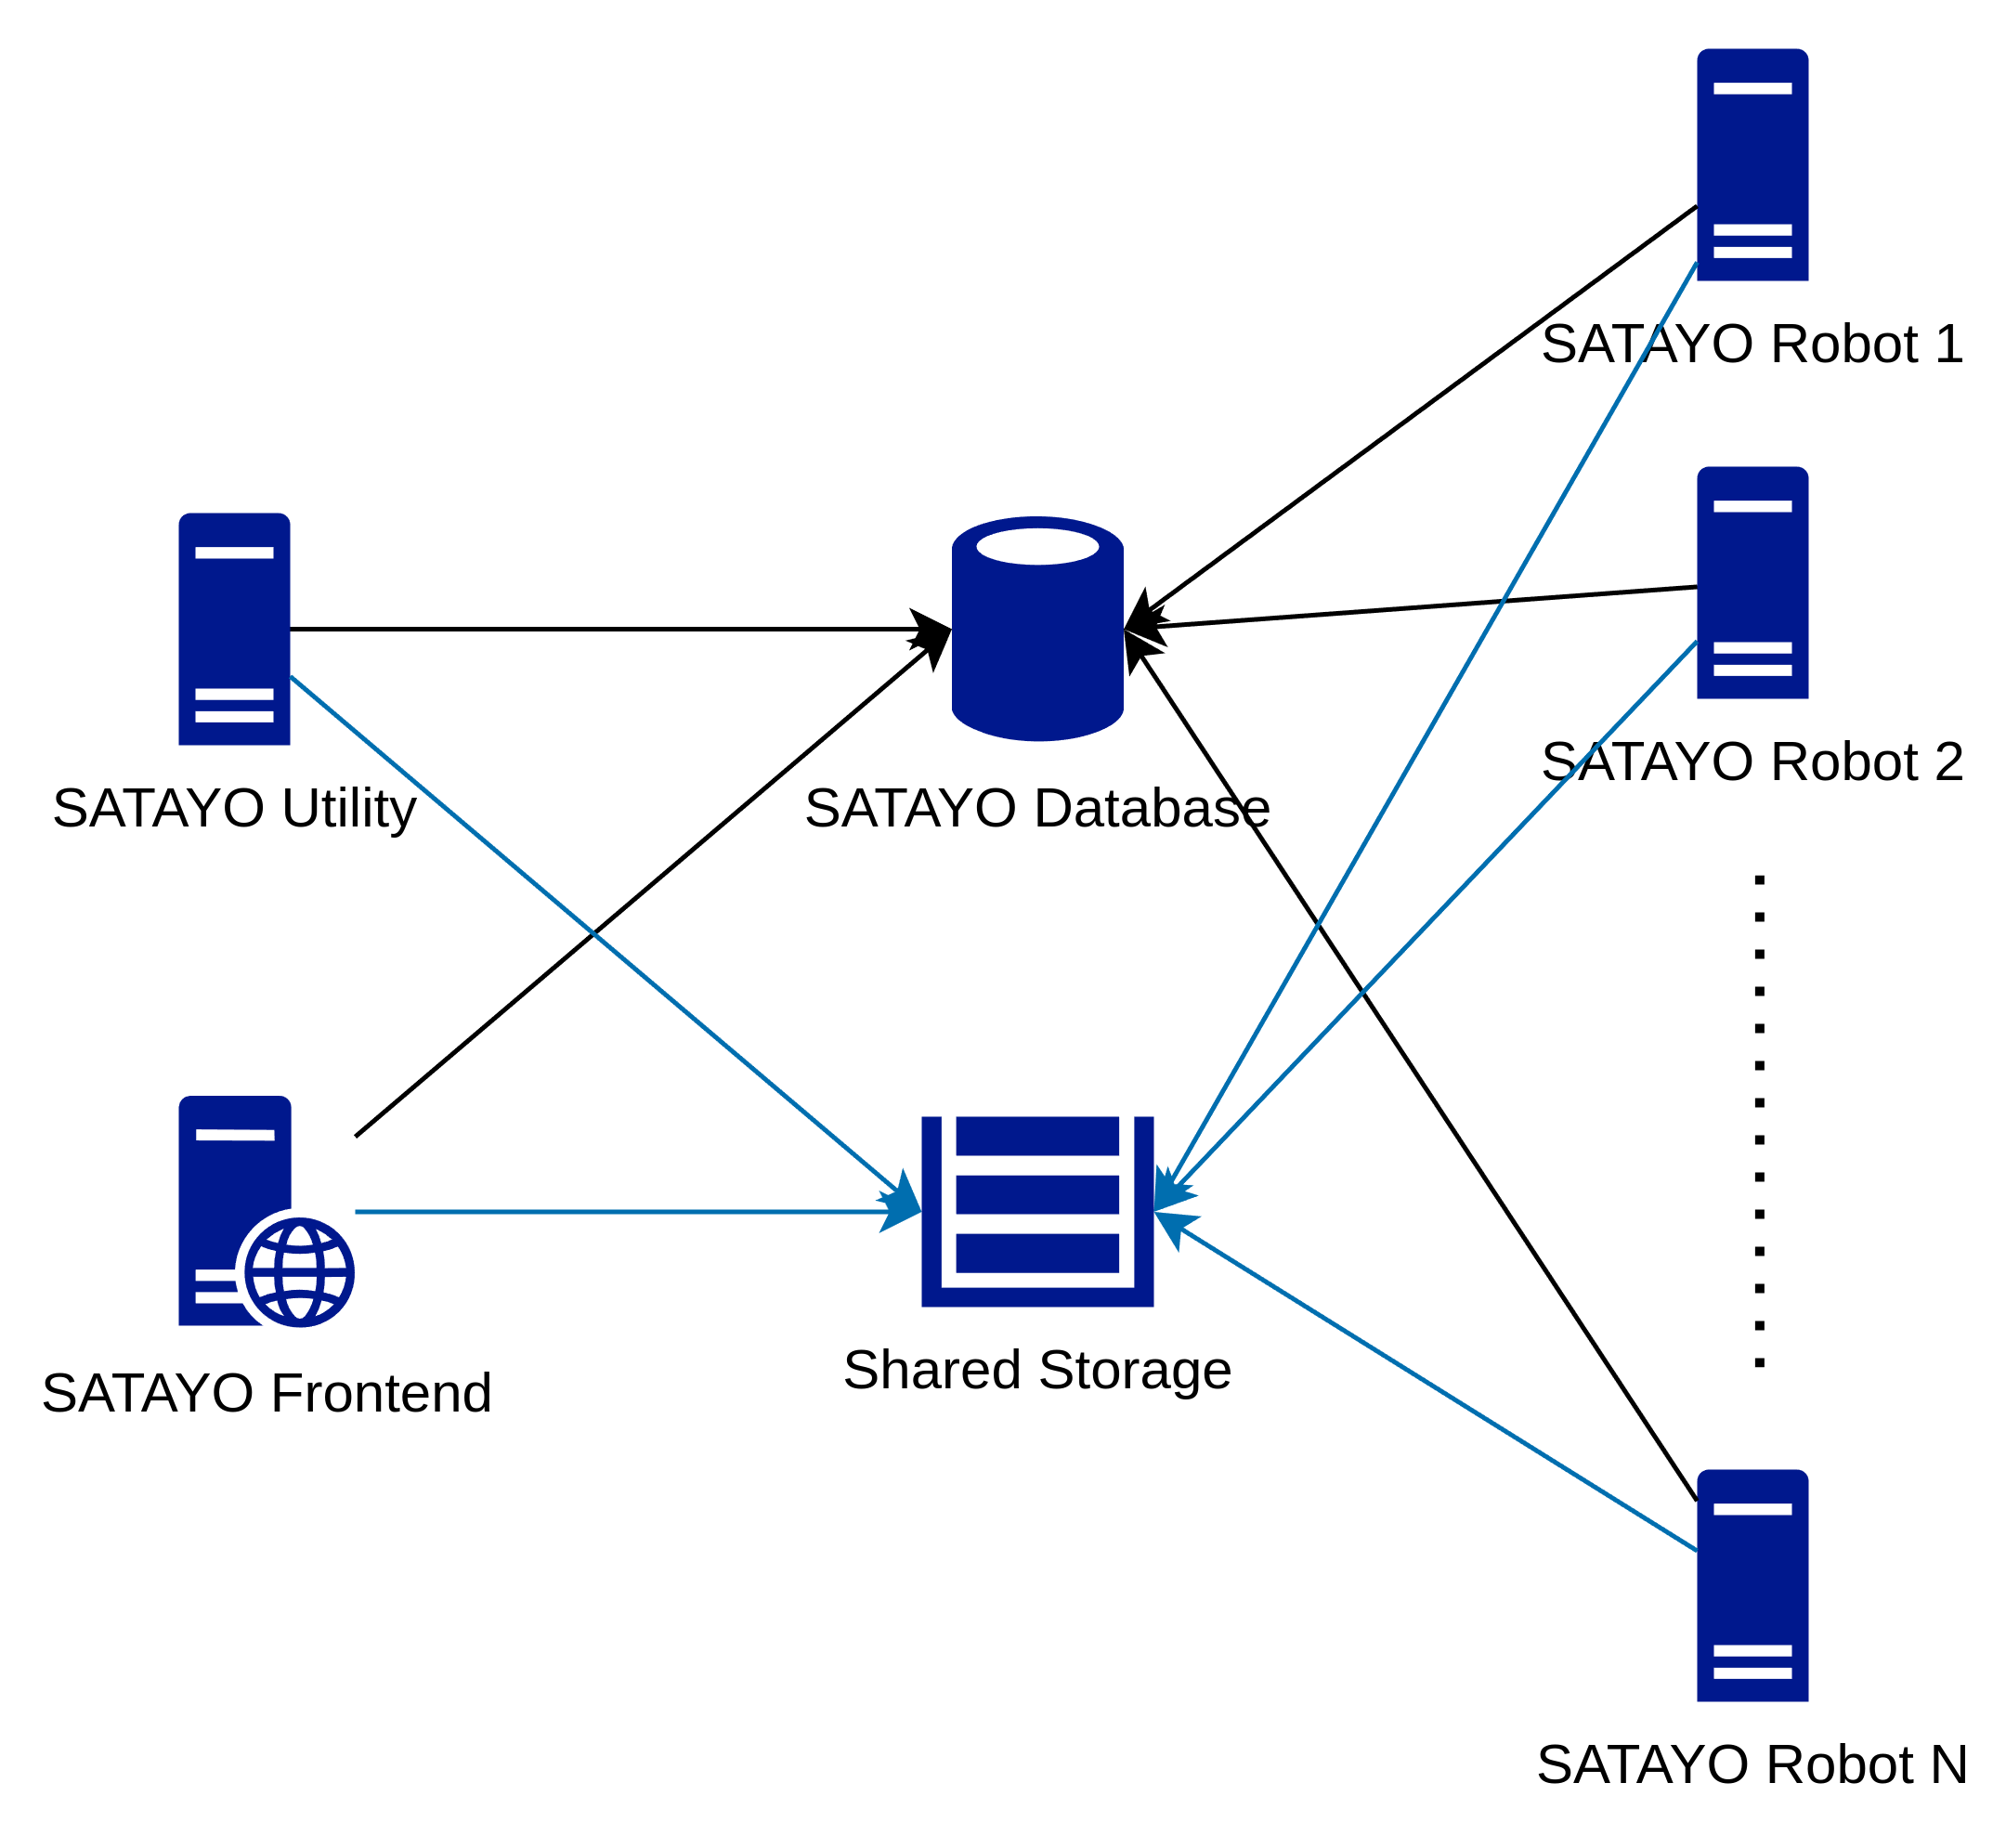 SATAYO Robot 1
SATAYO Robot 2
SATAYO Utility
SATAYO Database
Shared Storage
SATAYO Frontend
SATAYO Robot N